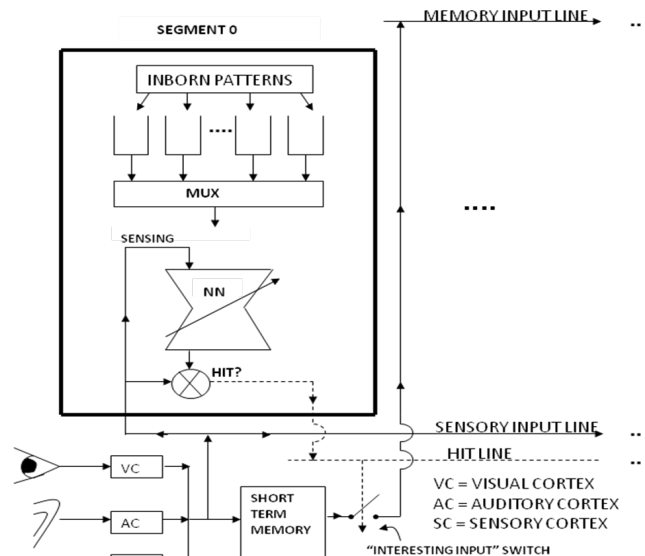 MEMORY INPUT LINE
SEGMENT 0
INBORN PATTERNS
MUX
SENSING
NN
HIT?
SENSORY INPUT LINE
HIT LINE
VC
VC = VISUAL CORTEX
AC = AUDITORY CORTEX
SC = SENSORY CORTEX
AC
SHORT
TERM
MEMORY
"INTERESTING INPUT" SWITCH